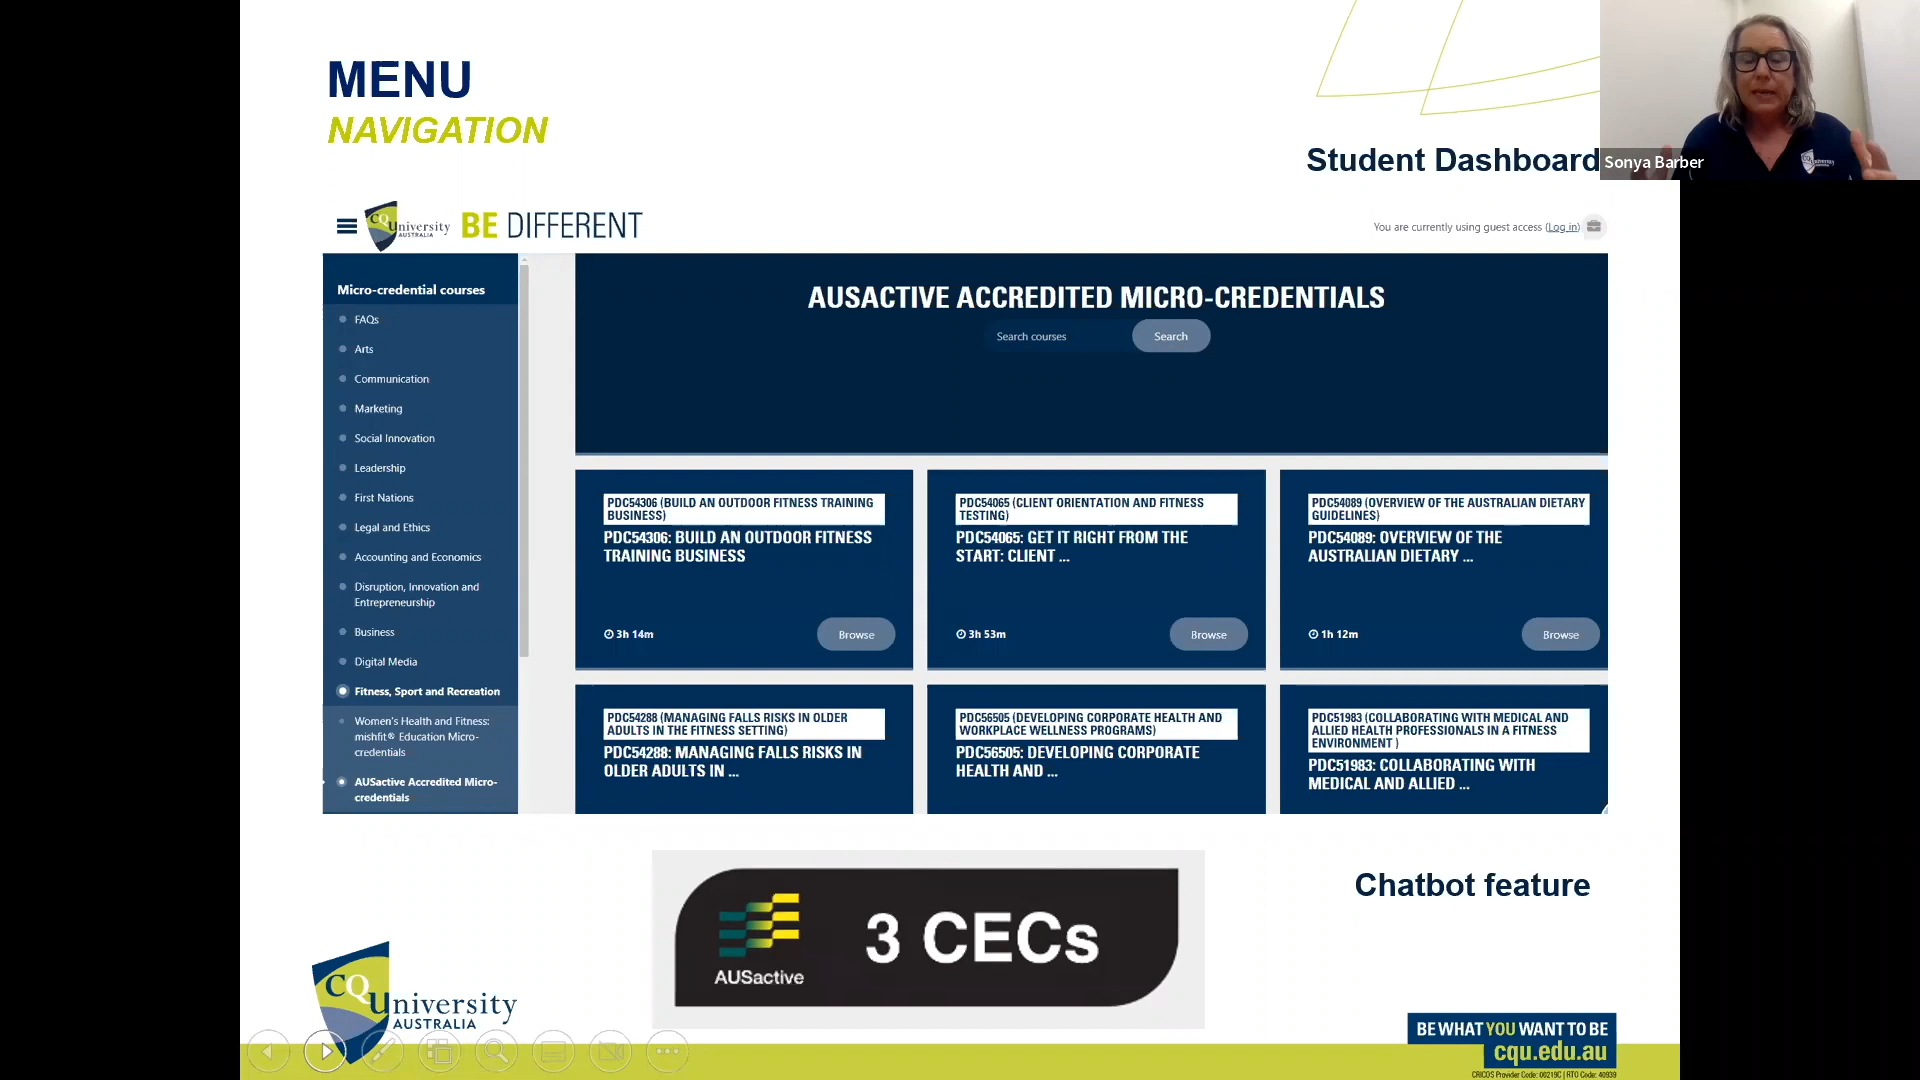 MENU
NAVIGATION
Student Dashboard
Sonya Barber
CQUniversity
AUSTRALIA
BE DIFFERENT
You are currently using guest access (Log in)
Micro-credential courses
FAQs
Arts
Communication
Marketing
Social Innovation
Leadership
First Nations
Legal and Ethics
Accounting and Economics
Disruption, Innovation and
Entrepreneurship
Business
Digital Media
Fitness, Sport and Recreation
Women's Health and Fitness:
mishfit® Education Micro-
credentials
AUSactive Accredited Micro-
credentials
AUSACTIVE ACCREDITED MICRO-CREDENTIALS
Search courses
Search
PDC54306 (BUILD AN OUTDOOR FITNESS TRAINING
BUSINESS)
PDC54306: BUILD AN OUTDOOR FITNESS
TRAINING BUSINESS
3h 14m
Browse
PDC54065 (CLIENT ORIENTATION AND FITNESS
TESTING)
PDC54065: GET IT RIGHT FROM THE
START: CLIENT ...
3h 53m
Browse
PDC54089 (OVERVIEW OF THE AUSTRALIAN DIETARY
GUIDELINES)
PDC54089: OVERVIEW OF THE
AUSTRALIAN DIETARY ...
1h 12m
Browse
PDC54288 (MANAGING FALLS RISKS IN OLDER
ADULTS IN THE FITNESS SETTING)
PDC54288: MANAGING FALLS RISKS IN
OLDER ADULTS IN ...
PDC56505 (DEVELOPING CORPORATE HEALTH AND
WORKPLACE WELLNESS PROGRAMS)
PDC56505: DEVELOPING CORPORATE
HEALTH AND ...
PDC51983 (COLLABORATING WITH MEDICAL AND
ALLIED HEALTH PROFESSIONALS IN A FITNESS
ENVIRONMENT )
PDC51983: COLLABORATING WITH
MEDICAL AND ALLIED ...
AUSactive
3 CECs
Chatbot feature
CQUniversity
AUSTRALIA
BE WHAT YOU WANT TO BE
cqu.edu.au
CRICOS Provider Code: 00219C | RTO Code: 40939